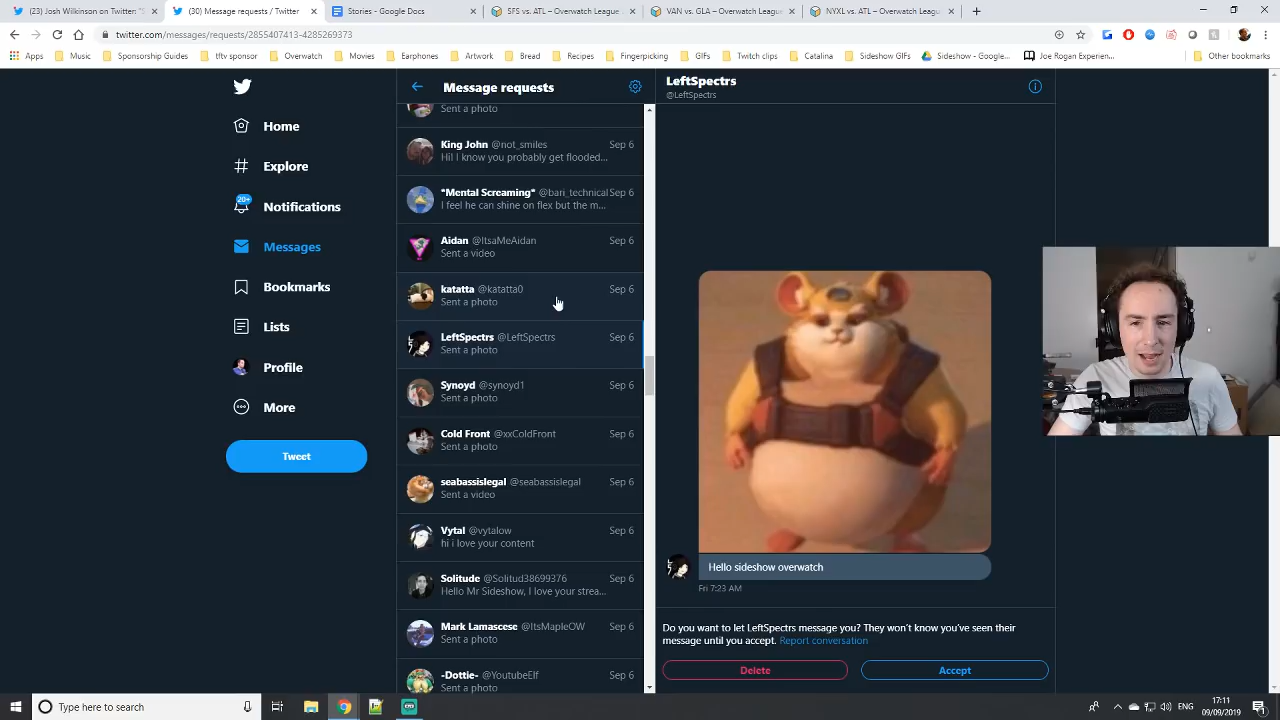 (23) Josh Wilkinson on Twitter: "S
(30) Message requests / Twitter
Stories - Google Docs
SFS vs. ATL – Overwatch League
VAN vs. GLA – Overwatch League
NYXL vs. ATL – Overwatch League
twitter.com/messages/requests/2855407413-4285269373
Apps
Music
Sponsorship Guides
tftv sponsor
Overwatch
Movies
Earphones
Artwork
Bread
Recipes
Fingerpicking
GIFs
Twitch clips
Catalina
Sideshow GIFs
Sideshow - Google...
Joe Rogan Experien...
Other bookmarks
Home
Explore
20+
Notifications
Messages
Bookmarks
Lists
Profile
More
Tweet
Message requests
Sent a photo
King John @not_smiles Sep 6
Hi! I know you probably get flooded...
*Mental Screaming* @bari_technical Sep 6
I feel he can shine on flex but the m...
Aidan @ItsaMeAidan Sep 6
Sent a video
katatta @katatta0 Sep 6
Sent a photo
LeftSpectrs @LeftSpectrs Sep 6
Sent a photo
Synoyd @synoyd1 Sep 6
Sent a photo
Cold Front @xxColdFront Sep 6
Sent a photo
seabassislegal @seabassislegal Sep 6
Sent a video
Vytal @vytalow Sep 6
hi i love your content
Solitude @Solitud38699376 Sep 6
Hello Mr Sideshow, I love your strea...
Mark Lamascese @ItsMapleOW Sep 6
Sent a photo
-Dottie- @YoutubeElf Sep 6
Sent a photo
LeftSpectrs
@LeftSpectrs
Hello sideshow overwatch
Fri 7:23 AM
Do you want to let LeftSpectrs message you? They won't know you've seen their
message until you accept. Report conversation
Delete
Accept
Type here to search
ENG
17:11
09/09/2019